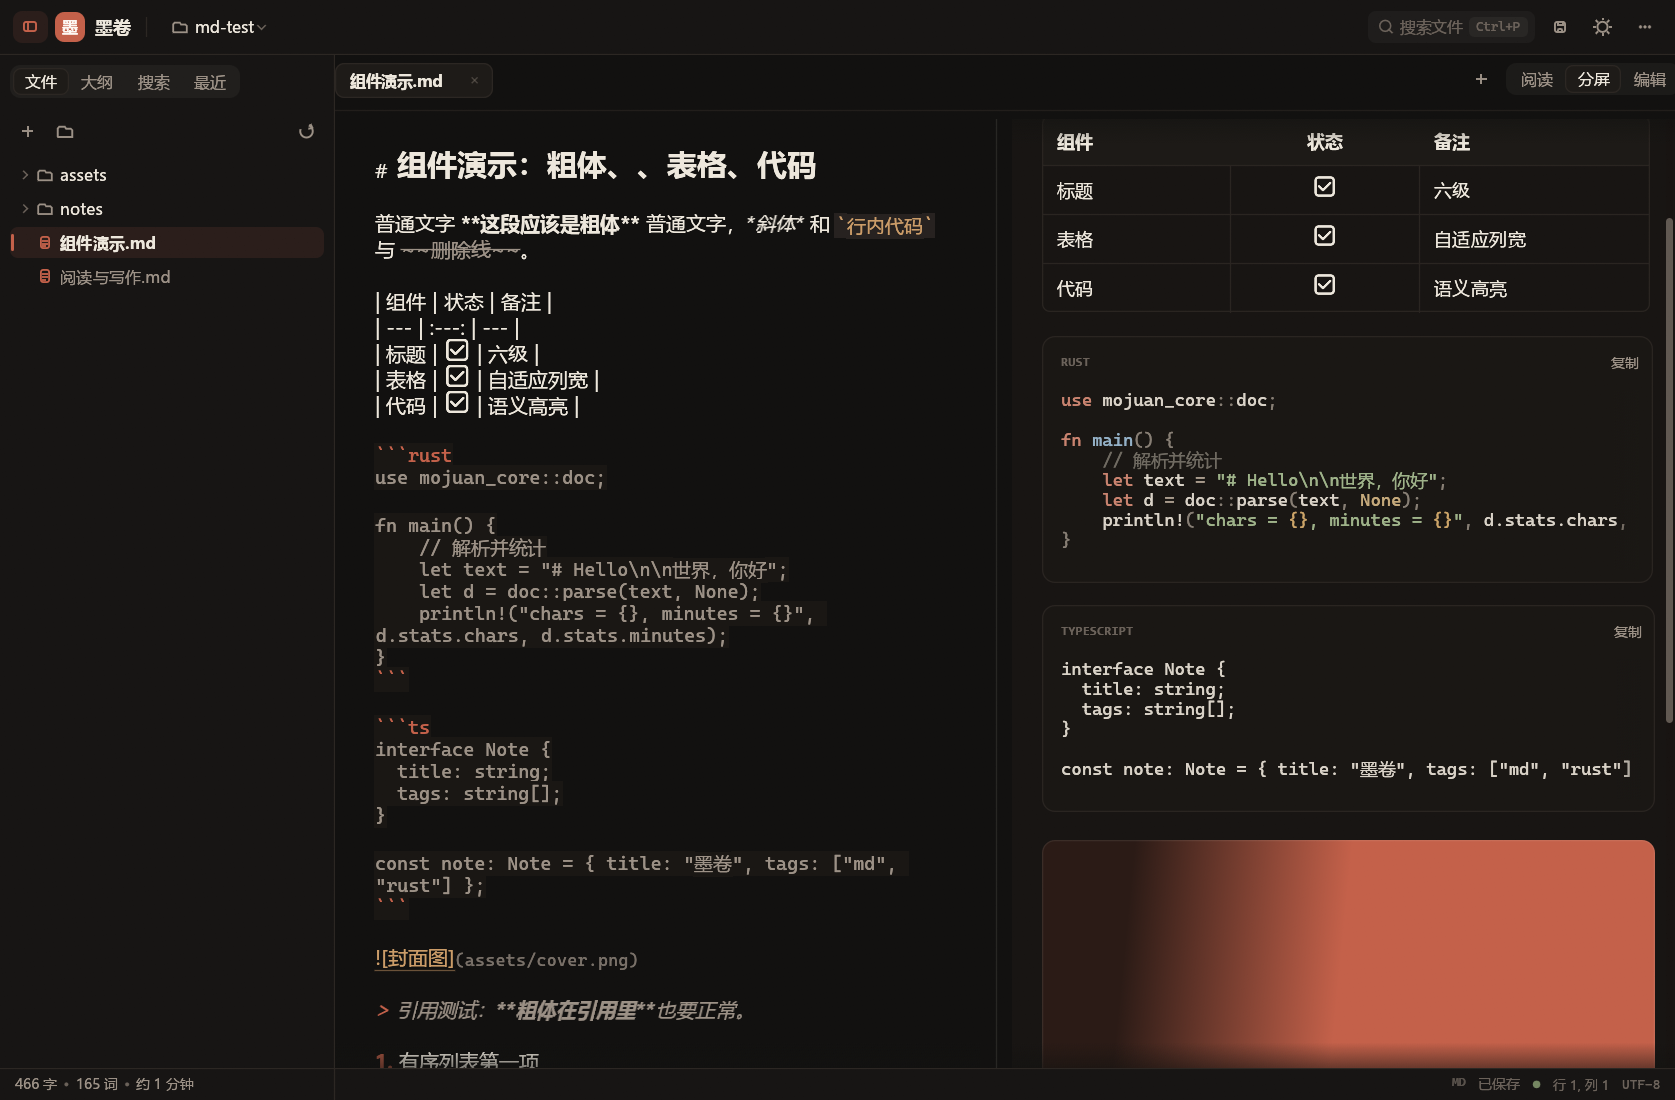 墨 墨卷 md-test 搜索文件 Ctrl+P
文件 大纲 搜索 最近
assets
notes
组件演示.md
阅读与写作.md
组件演示.md ×
+ 阅读 分屏 编辑
# 组件演示：粗体、、表格、代码
普通文字 **这段应该是粗体** 普通文字，*斜体* 和 `行内代码`
与 ~~删除线~~。
| 组件 | 状态 | 备注 |
| --- | :---: | --- |
| 标题 | ☑ | 六级 |
| 表格 | ☑ | 自适应列宽 |
| 代码 | ☑ | 语义高亮 |
```rust
use mojuan_core::doc;
fn main() {
    // 解析并统计
    let text = "# Hello\n\n世界，你好";
    let d = doc::parse(text, None);
    println!("chars = {}, minutes = {}",
d.stats.chars, d.stats.minutes);
}
```
```ts
interface Note {
  title: string;
  tags: string[];
}
const note: Note = { title: "墨卷", tags: ["md",
"rust"] };
```
![封面图](assets/cover.png)
> 引用测试：**粗体在引用里**也要正常。
1. 有序列表第一项
组件 状态 备注
标题 ☑ 六级
表格 ☑ 自适应列宽
代码 ☑ 语义高亮
RUST 复制
use mojuan_core::doc;
fn main() {
    // 解析并统计
    let text = "# Hello\n\n世界，你好";
    let d = doc::parse(text, None);
    println!("chars = {}, minutes = {}", d.stats.chars,
}
TYPESCRIPT 复制
interface Note {
  title: string;
  tags: string[];
}
const note: Note = { title: "墨卷", tags: ["md", "rust"]
466 字 • 165 词 • 约 1 分钟
MD 已保存 ● 行 1, 列 1 UTF-8